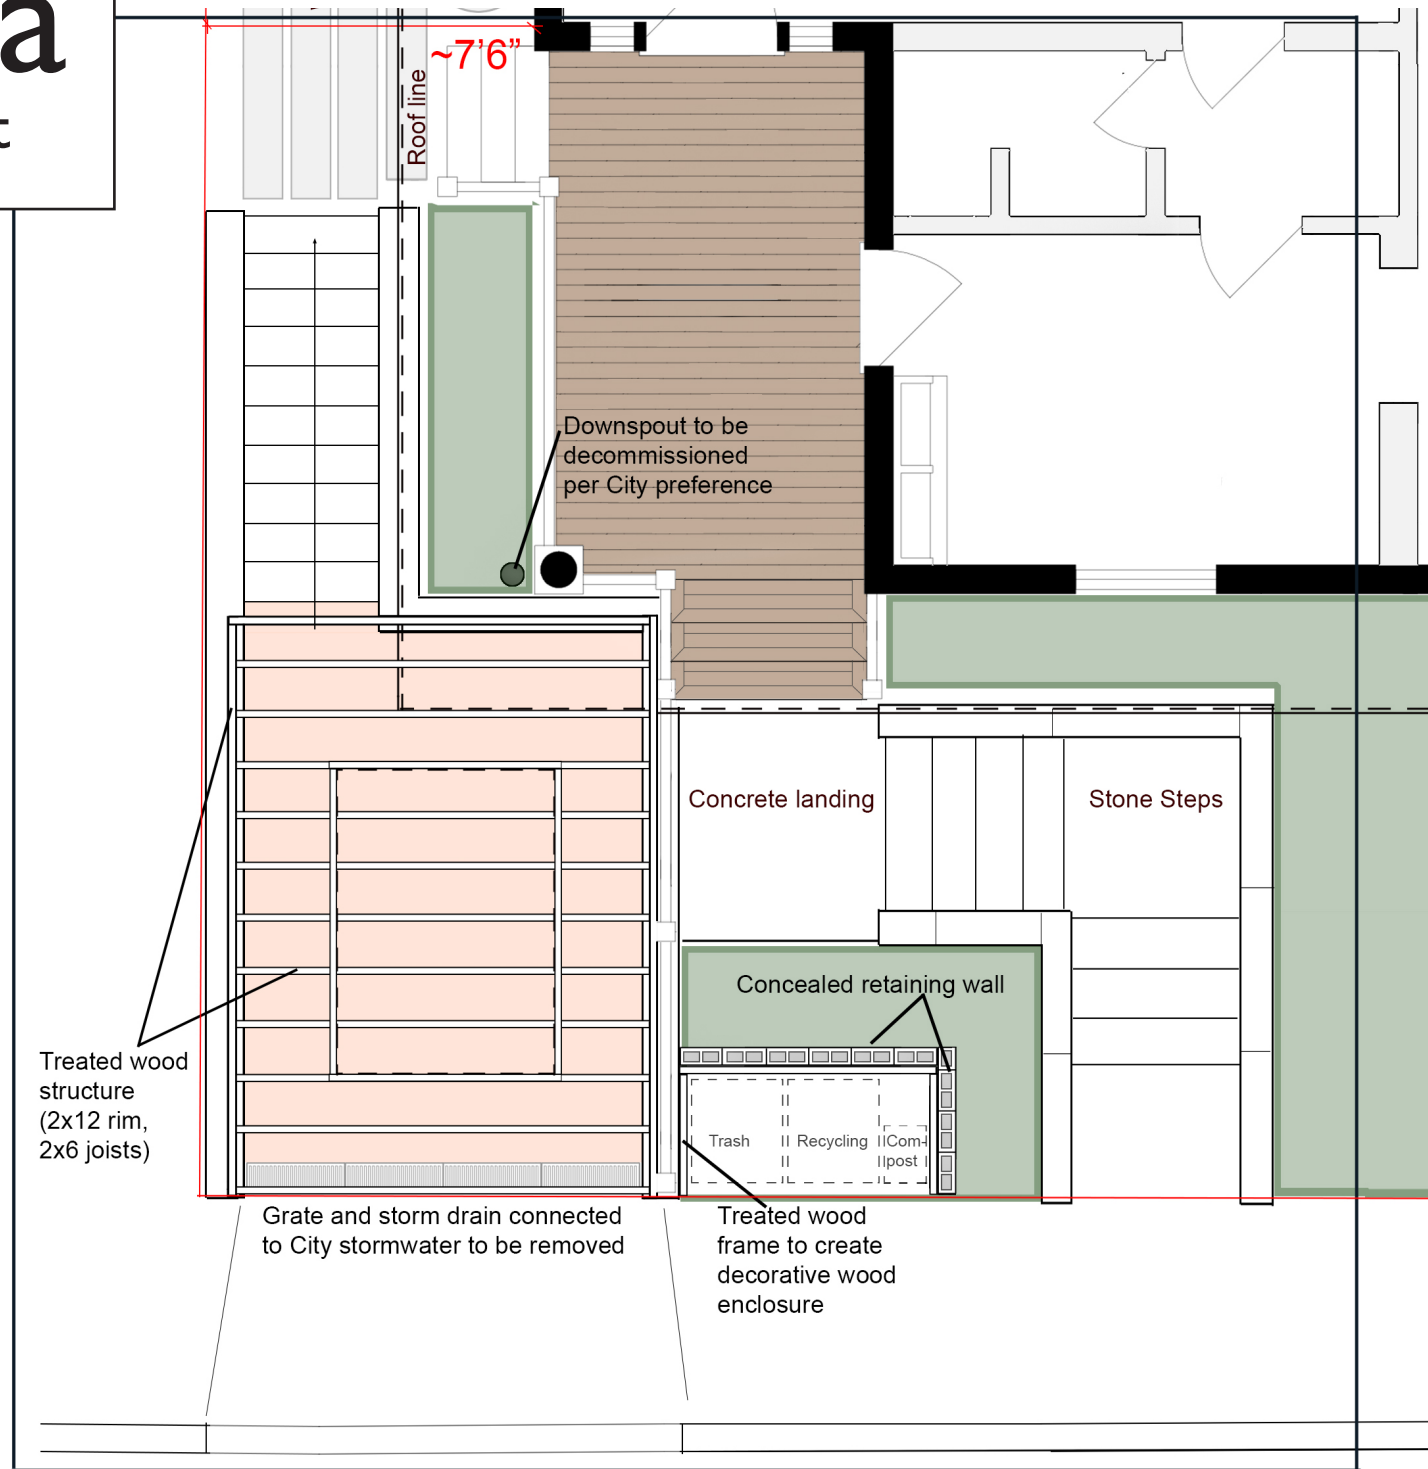 a
t
~7’6”
Roof line
Downspout to be
decommissioned
per City preference
Concrete landing
Stone Steps
Concealed retaining wall
Treated wood
structure
(2x12 rim,
2x6 joists)
Trash
Recycling
Com-
post
Grate and storm drain connected
to City stormwater to be removed
Treated wood
frame to create
decorative wood
enclosure